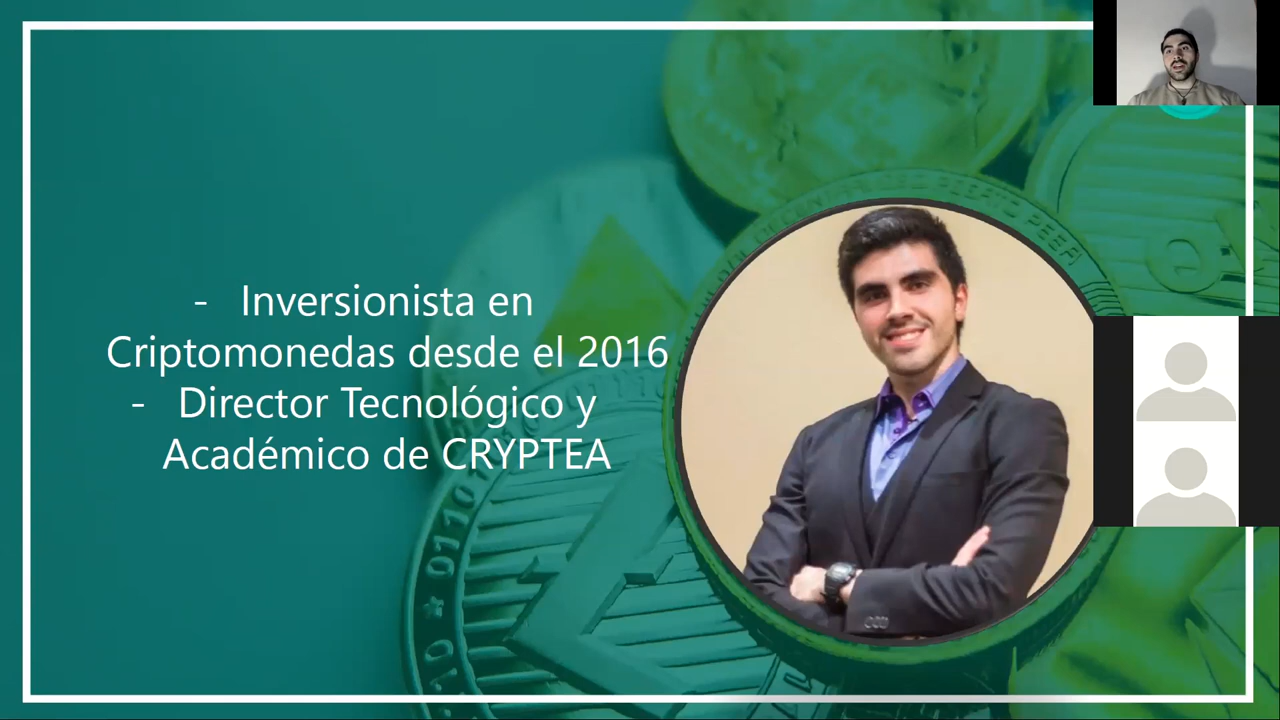 - Inversionista en
Criptomonedas desde el 2016
- Director Tecnológico y
Académico de CRYPTEA